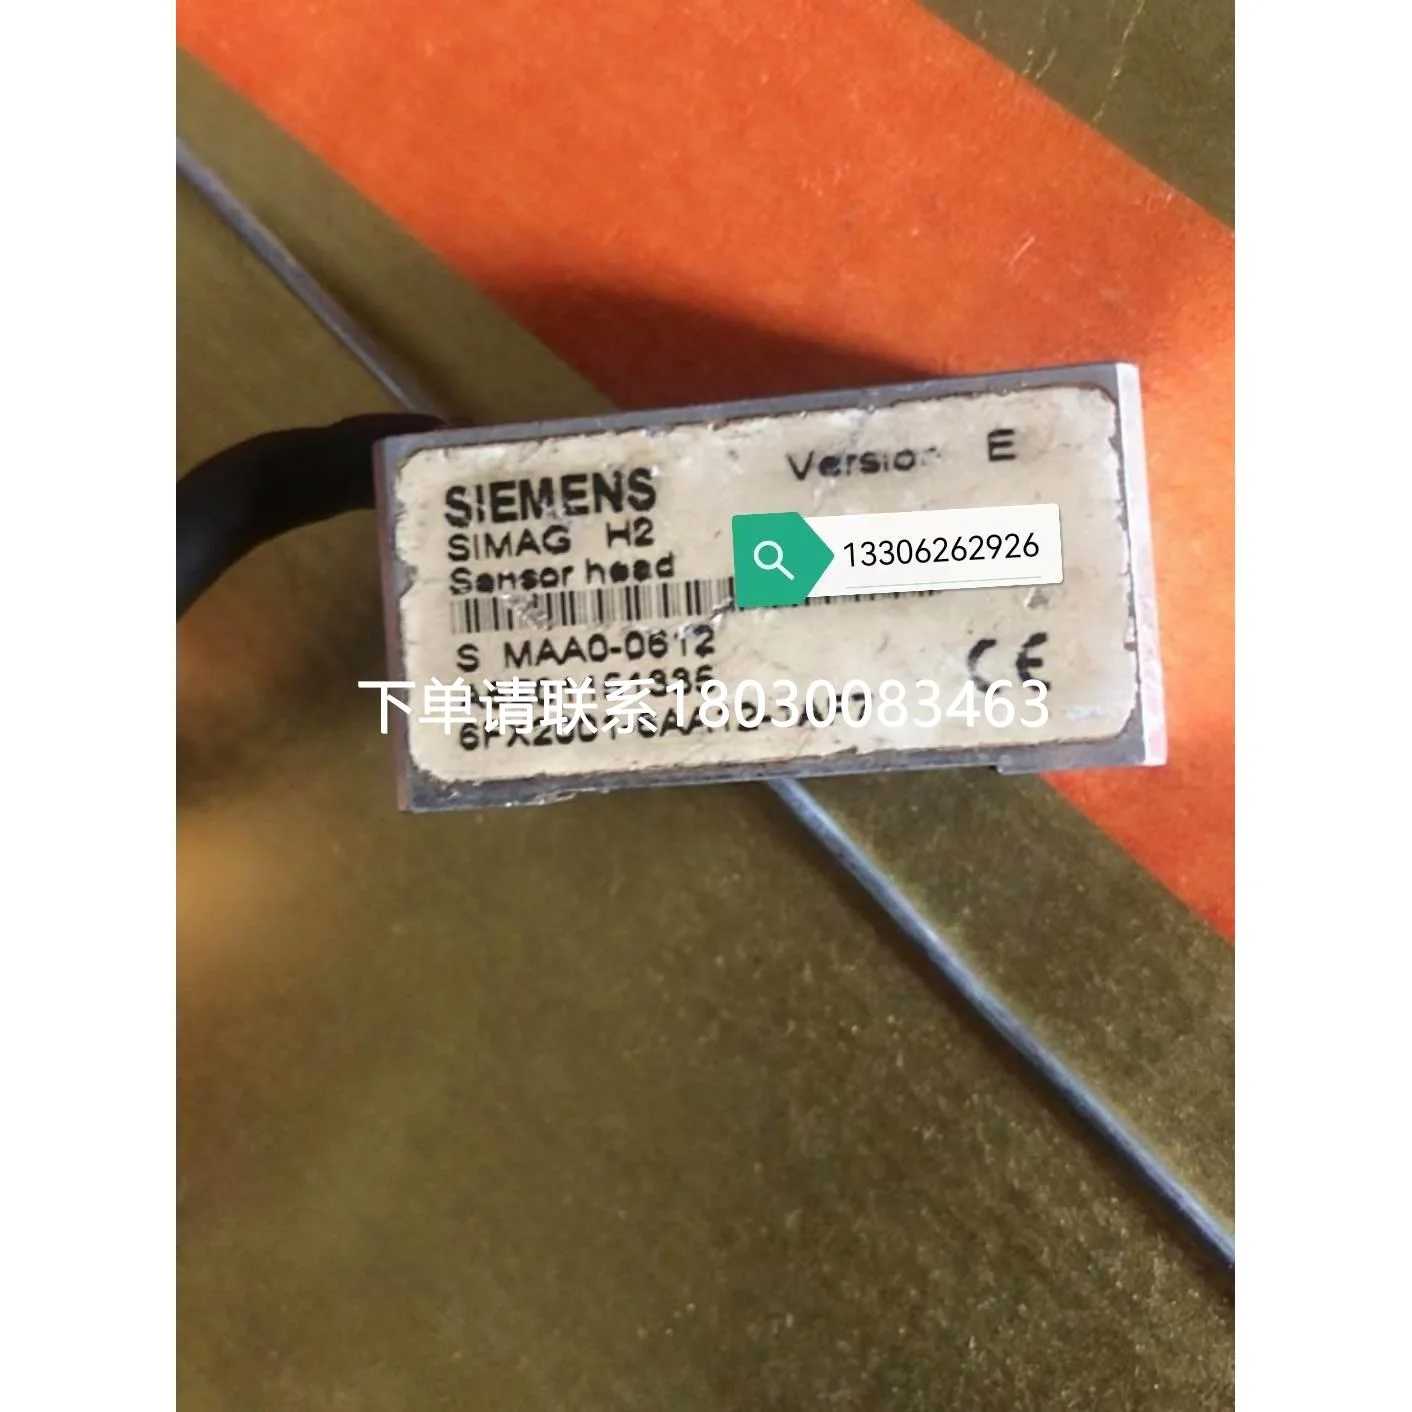 Version E
SIEMENS
SIMAG H2
13306262926
Sensor head
S MAA0-0612
下单请联系18030083463